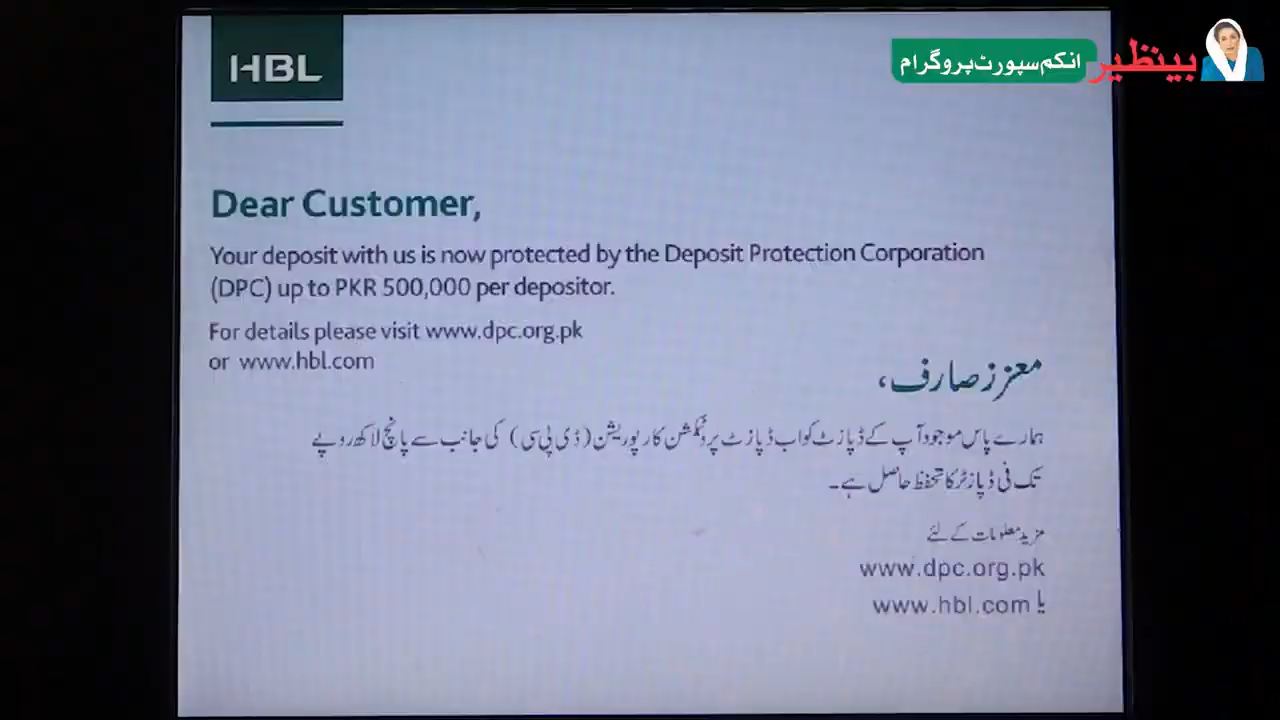 HBL
بینظیر
انکم سپورٹ پروگرام
Dear Customer,
Your deposit with us is now protected by the Deposit Protection Corporation
(DPC) up to PKR 500,000 per depositor.
For details please visit www.dpc.org.pk
or www.hbl.com
معزز صارف،
ہمارے پاس موجود آپ کے ڈپازٹ کو اب ڈپازٹ پروٹیکشن کارپوریشن (ڈی پی سی) کی جانب سے پانچ لاکھ روپے
تک فی ڈپازٹر کا تحفظ حاصل ہے۔
مزید معلومات کے لئے
www.dpc.org.pk
یا www.hbl.com